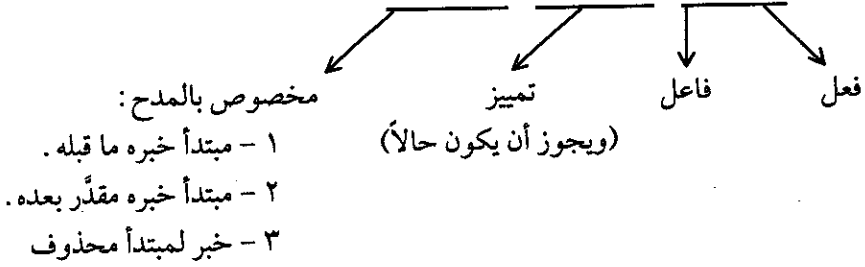 فعل فاعل تمييز مخصوص بالمدح :
(ويجوز أن يكون حالاً) ١ - مبتدأ خبره ما قبله .
٢ - مبتدأ خبره مقدَّر بعده .
٣ - خبر لمبتدأ محذوف